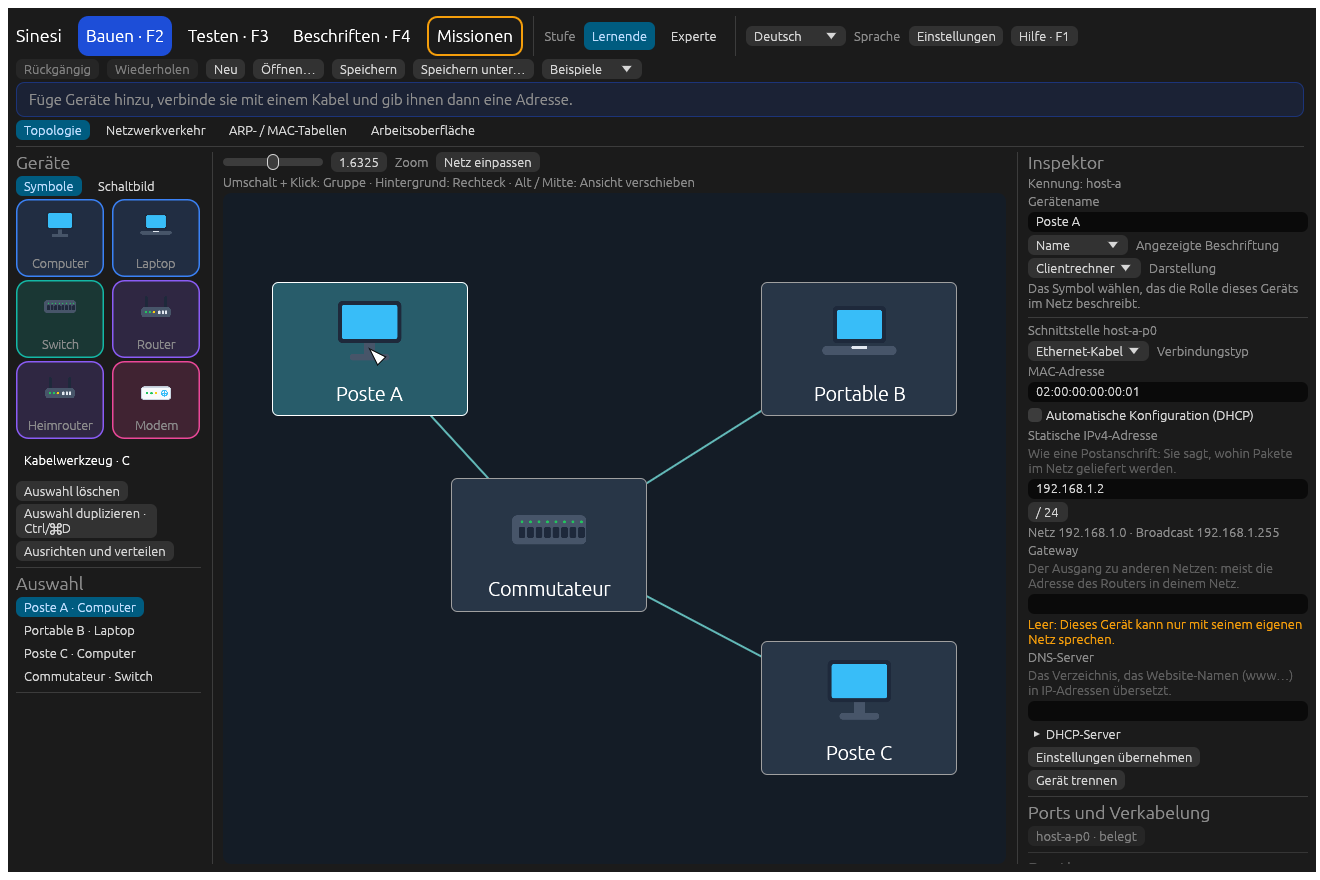 Sinesi Bauen · F2 Testen · F3 Beschriften · F4 Missionen Stufe Lernende Experte Deutsch Sprache Einstellungen Hilfe · F1
Rückgängig Wiederholen Neu Öffnen… Speichern Speichern unter… Beispiele
Füge Geräte hinzu, verbinde sie mit einem Kabel und gib ihnen dann eine Adresse.
Topologie Netzwerkverkehr ARP- / MAC-Tabellen Arbeitsoberfläche
Geräte
Symbole Schaltbild
Computer Laptop
Switch Router
Heimrouter Modem
Kabelwerkzeug · C
Auswahl löschen
Auswahl duplizieren ·
Ctrl/⌘D
Ausrichten und verteilen
Auswahl
Poste A · Computer
Portable B · Laptop
Poste C · Computer
Commutateur · Switch
1.6325 Zoom Netz einpassen
Umschalt + Klick: Gruppe · Hintergrund: Rechteck · Alt / Mitte: Ansicht verschieben
Poste A
Portable B
Commutateur
Poste C
Inspektor
Kennung: host-a
Gerätename
Poste A
Name Angezeigte Beschriftung
Clientrechner Darstellung
Das Symbol wählen, das die Rolle dieses Geräts
im Netz beschreibt.
Schnittstelle host-a-p0
Ethernet-Kabel Verbindungstyp
MAC-Adresse
02:00:00:00:00:01
Automatische Konfiguration (DHCP)
Statische IPv4-Adresse
Wie eine Postanschrift: Sie sagt, wohin Pakete
im Netz geliefert werden.
192.168.1.2
/ 24
Netz 192.168.1.0 · Broadcast 192.168.1.255
Gateway
Der Ausgang zu anderen Netzen: meist die
Adresse des Routers in deinem Netz.
Leer: Dieses Gerät kann nur mit seinem eigenen
Netz sprechen.
DNS-Server
Das Verzeichnis, das Website-Namen (www…)
in IP-Adressen übersetzt.
DHCP-Server
Einstellungen übernehmen
Gerät trennen
Ports und Verkabelung
host-a-p0 · belegt